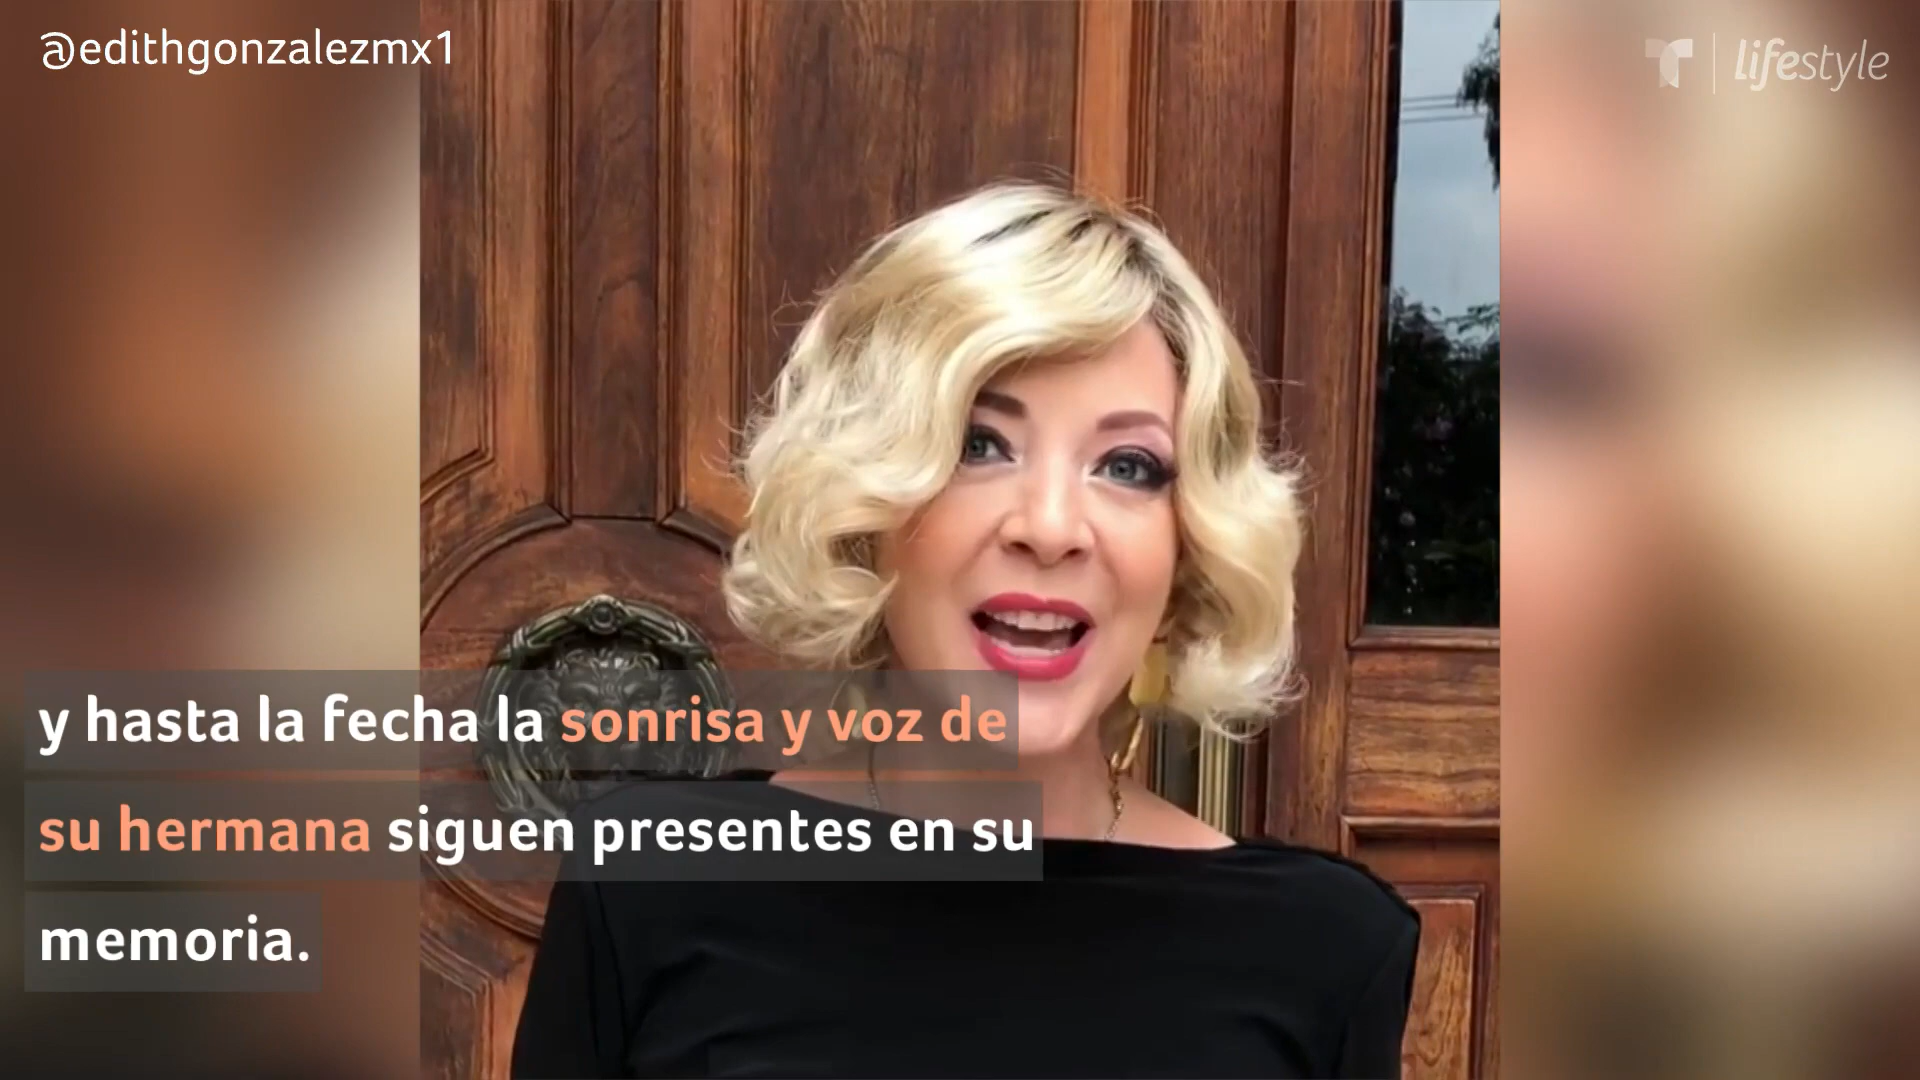 @edithgonzalezmx1
lifestyle
y hasta la fecha la sonrisa y voz de
su hermana siguen presentes en su
memoria.